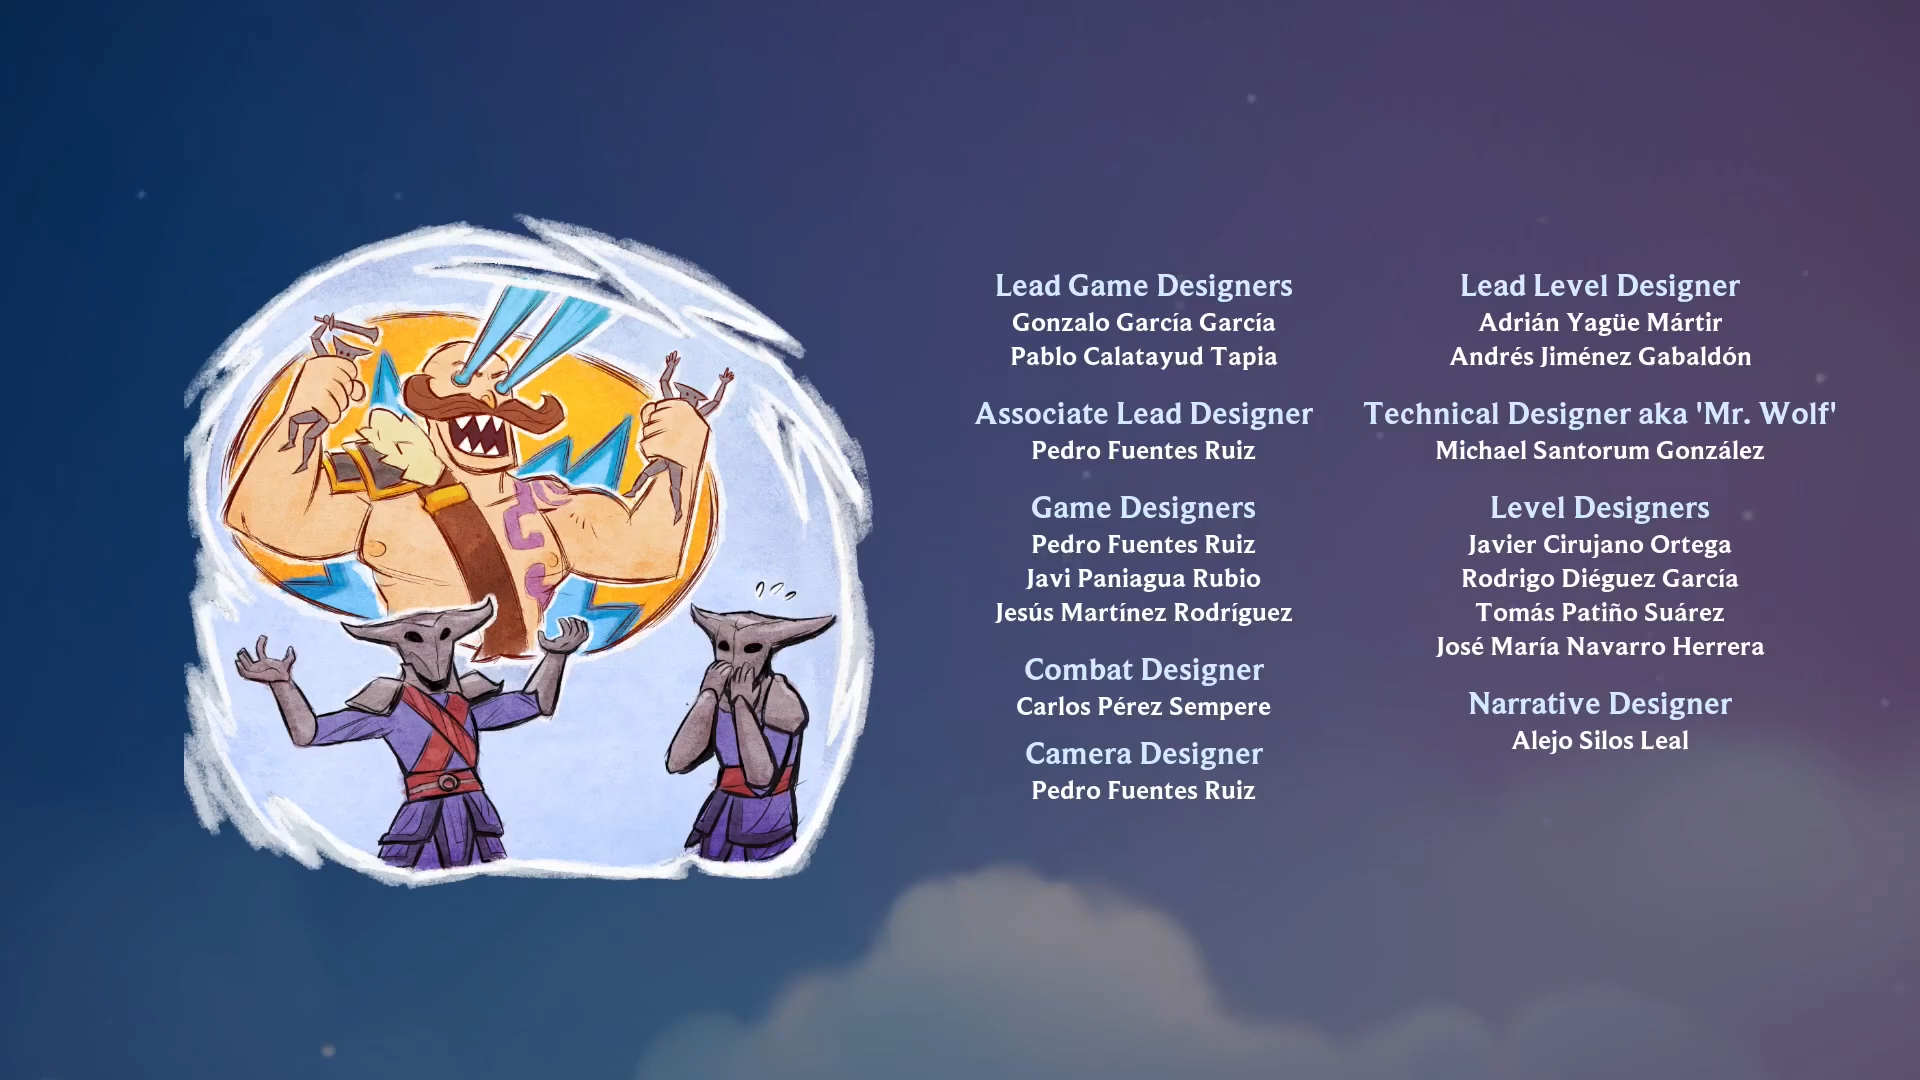 Lead Game Designers
Gonzalo García García
Pablo Calatayud Tapia
Associate Lead Designer
Pedro Fuentes Ruiz
Game Designers
Pedro Fuentes Ruiz
Javi Paniagua Rubio
Jesús Martínez Rodríguez
Combat Designer
Carlos Pérez Sempere
Camera Designer
Pedro Fuentes Ruiz
Lead Level Designer
Adrián Yagüe Mártir
Andrés Jiménez Gabaldón
Technical Designer aka 'Mr. Wolf'
Michael Santorum González
Level Designers
Javier Cirujano Ortega
Rodrigo Diéguez García
Tomás Patiño Suárez
José María Navarro Herrera
Narrative Designer
Alejo Silos Leal